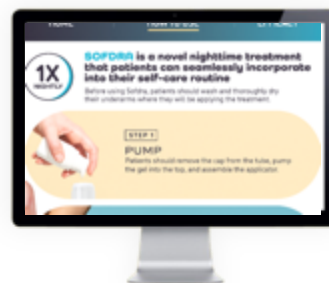 HOME HOW TO USE EFFICACY
1X
NIGHTLY
SOFDRA is a novel nighttime treatment
that patients can seamlessly incorporate
into their self-care routine
Before using Sofdra, patients should wash and thoroughly dry
their underarms where they will be applying the treatment.
STEP 1
PUMP
Patients should remove the cap from the tube, pump
the gel into the top, and assemble the applicator